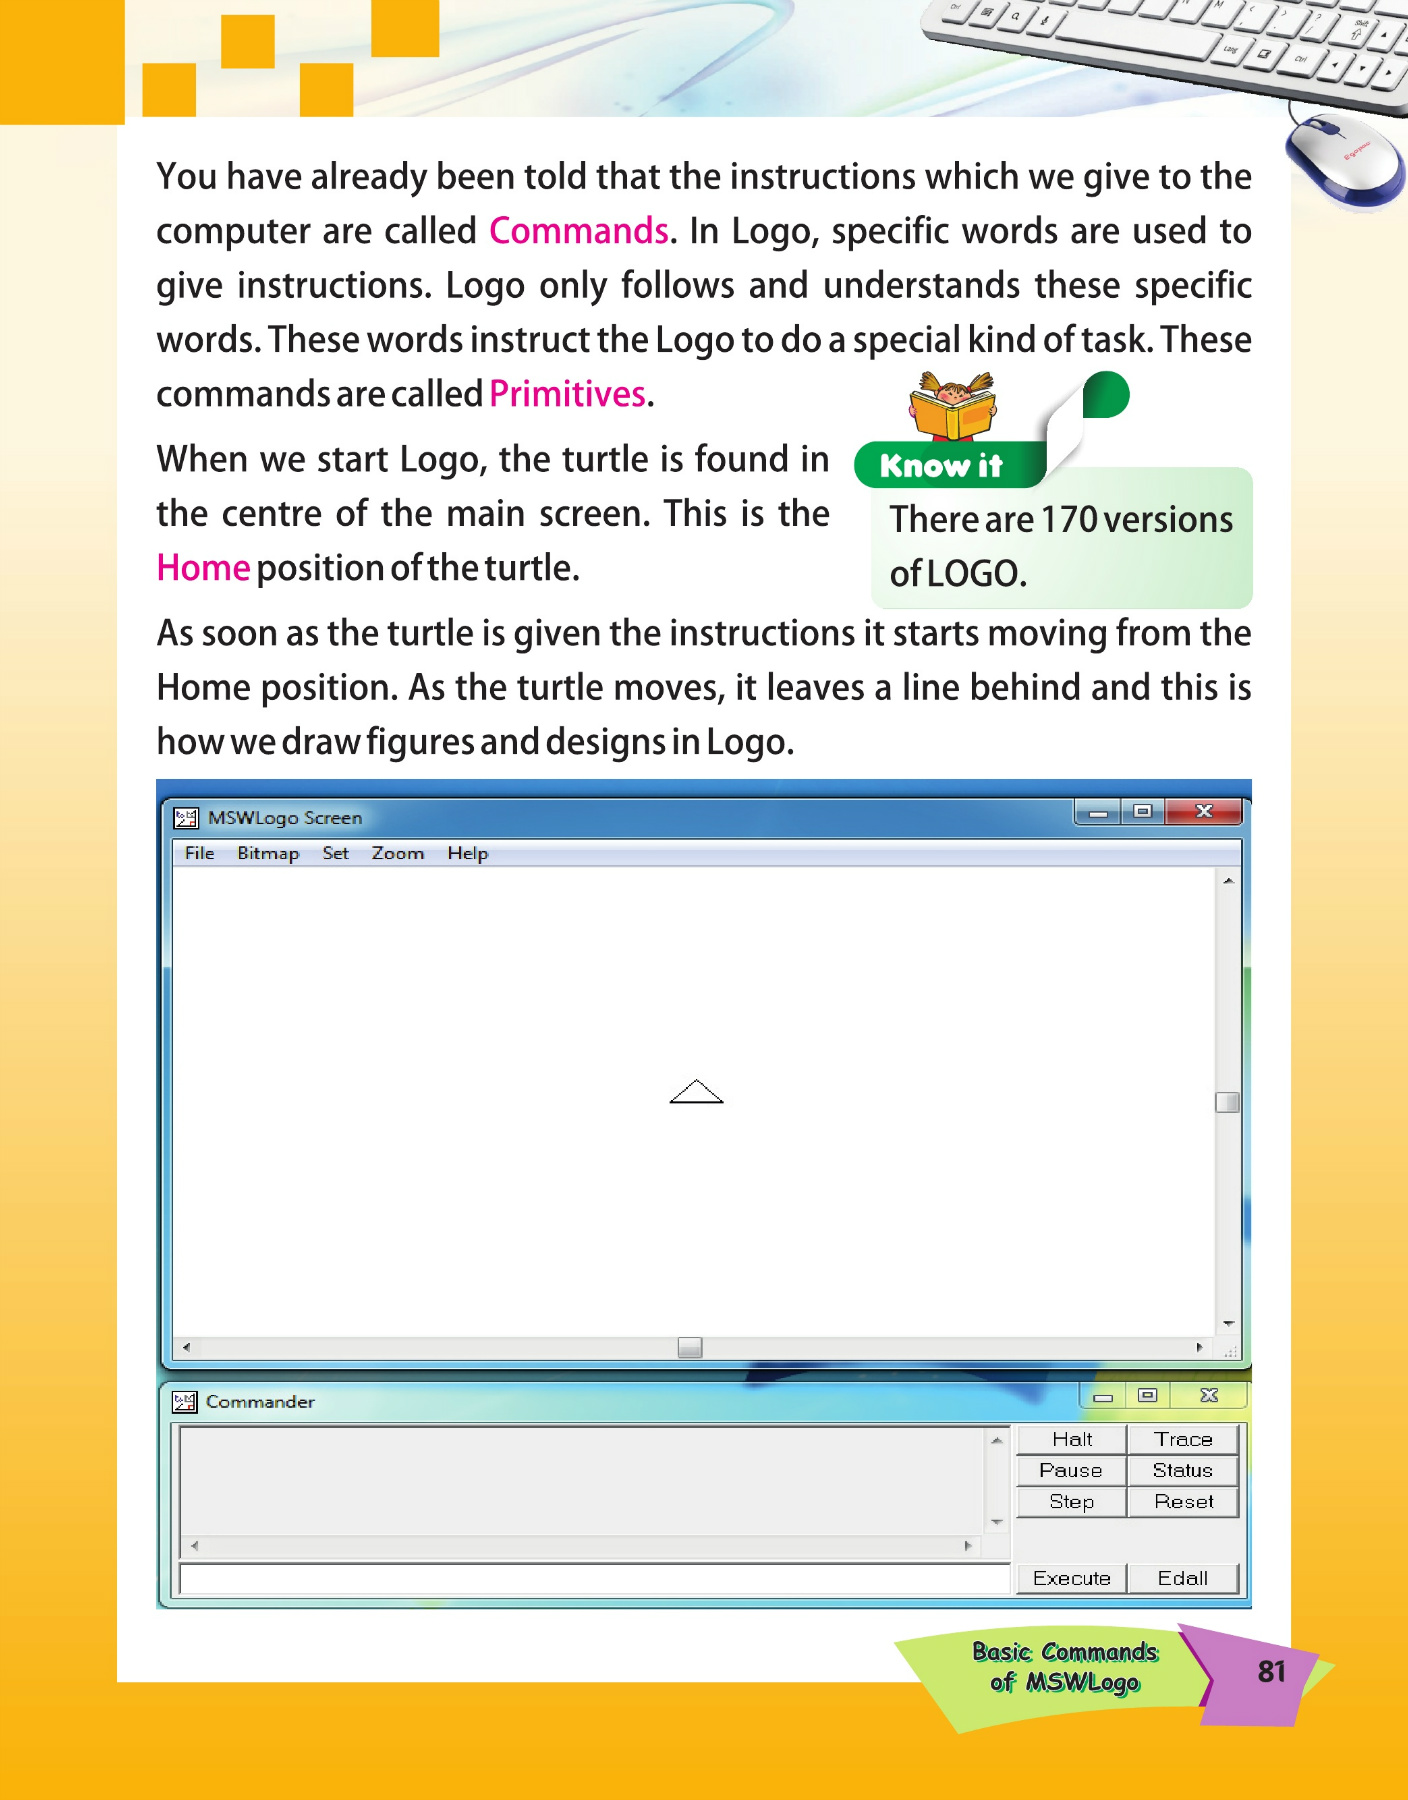 You have already been told that the instructions which we give to the
computer are called Commands. In Logo, specific words are used to
give instructions. Logo only follows and understands these specific
words. These words instruct the Logo to do a special kind of task. These
commands are called Primitives.
When we start Logo, the turtle is found in
the centre of the main screen. This is the
Home position of the turtle.
Know it
There are 170 versions
of LOGO.
As soon as the turtle is given the instructions it starts moving from the
Home position. As the turtle moves, it leaves a line behind and this is
how we draw figures and designs in Logo.
MSWLogo Screen
File Bitmap Set Zoom Help
Commander
Halt Trace
Pause Status
Step Reset
Execute Edall
Basic Commands
of MSWLogo
81